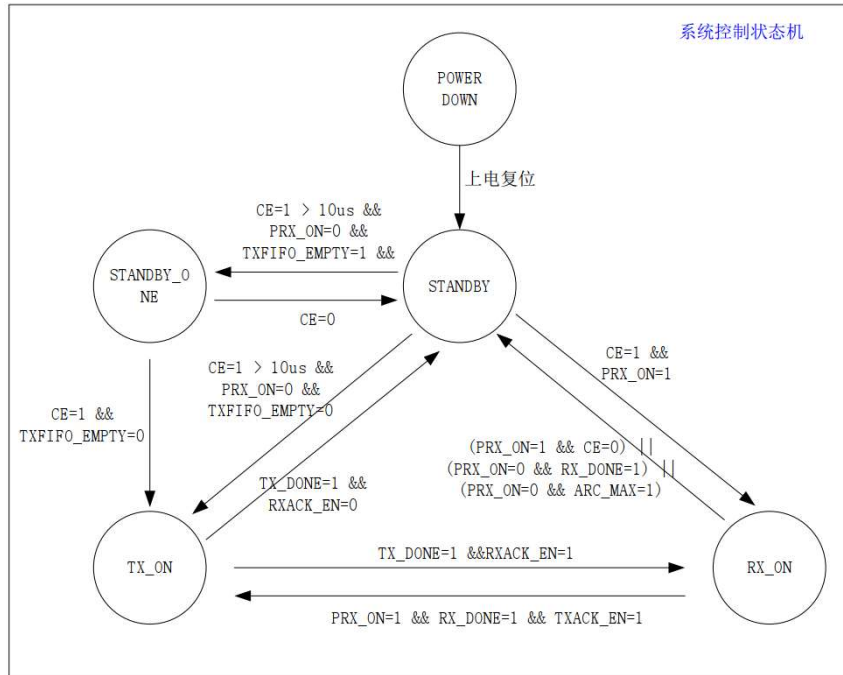 系统控制状态机
POWER
DOWN
上电复位
CE=1 > 10us &&
PRX_ON=0 &&
TXFIFO_EMPTY=1 &&
STANDBY_O
NE
STANDBY
CE=0
CE=1 &&
PRX_ON=1
CE=1 > 10us &&
PRX_ON=0 &&
TXFIFO_EMPTY=0
CE=1 &&
TXFIFO_EMPTY=0
(PRX_ON=1 && CE=0) ||
(PRX_ON=0 && RX_DONE=1) ||
(PRX_ON=0 && ARC_MAX=1)
TX_DONE=1 &&
RXACK_EN=0
TX_ON
TX_DONE=1 &&RXACK_EN=1
RX_ON
PRX_ON=1 && RX_DONE=1 && TXACK_EN=1